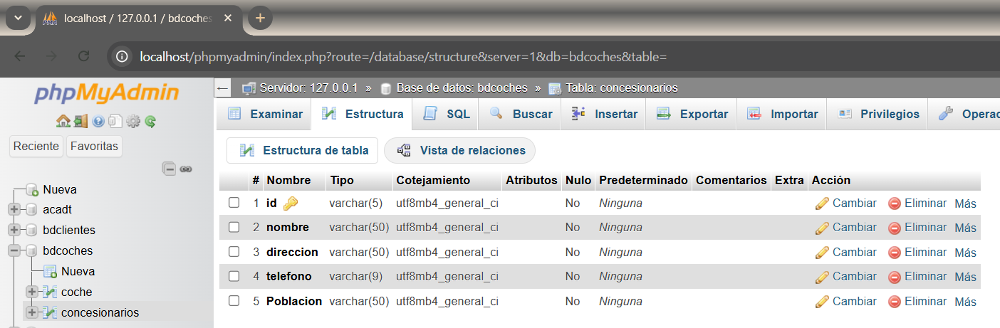 localhost / 127.0.0.1 / bdcoches
localhost/phpmyadmin/index.php?route=/database/structure&server=1&db=bdcoches&table=
phpMyAdmin
Servidor: 127.0.0.1 » Base de datos: bdcoches » Tabla: concesionarios
Examinar Estructura SQL Buscar Insertar Exportar Importar Privilegios Operac
Reciente Favoritas
Estructura de tabla Vista de relaciones
Nueva
acadt
bdclientes
bdcoches
Nueva
coche
concesionarios
# Nombre Tipo Cotejamiento Atributos Nulo Predeterminado Comentarios Extra Acción
1 id varchar(5) utf8mb4_general_ci No Ninguna Cambiar Eliminar Más
2 nombre varchar(50) utf8mb4_general_ci No Ninguna Cambiar Eliminar Más
3 direccion varchar(50) utf8mb4_general_ci No Ninguna Cambiar Eliminar Más
4 telefono varchar(9) utf8mb4_general_ci No Ninguna Cambiar Eliminar Más
5 Poblacion varchar(50) utf8mb4_general_ci No Ninguna Cambiar Eliminar Más